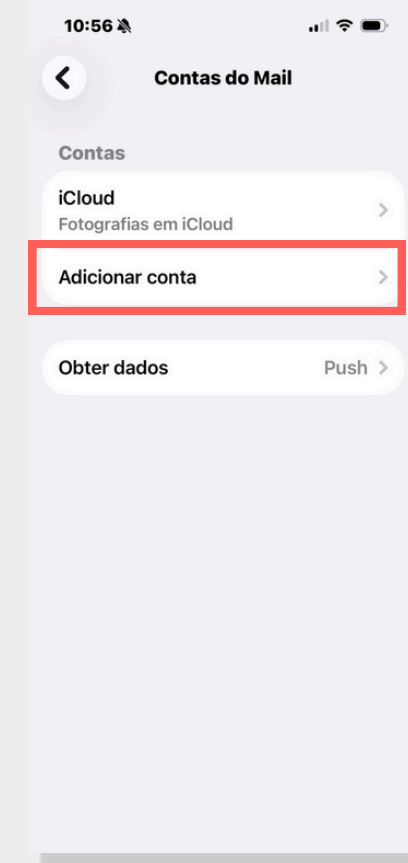 10:56
Contas do Mail
Contas
iCloud
Fotografias em iCloud
Adicionar conta
Obter dados Push